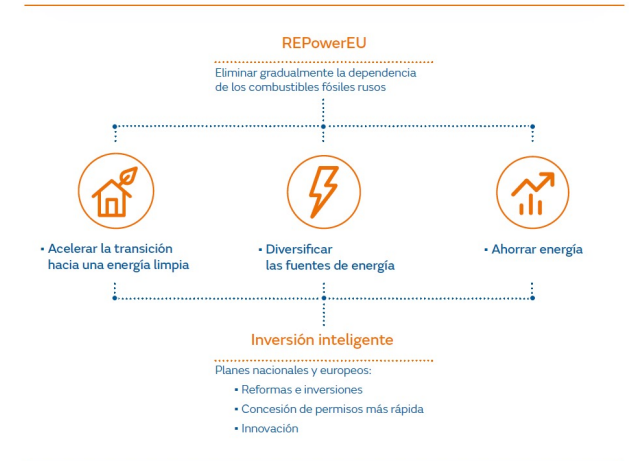 REPowerEU
Eliminar gradualmente la dependencia
de los combustibles fósiles rusos
▪ Acelerar la transición
hacia una energía limpia
▪ Diversificar
las fuentes de energía
▪ Ahorrar energía
Inversión inteligente
Planes nacionales y europeos:
▪ Reformas e inversiones
▪ Concesión de permisos más rápida
▪ Innovación